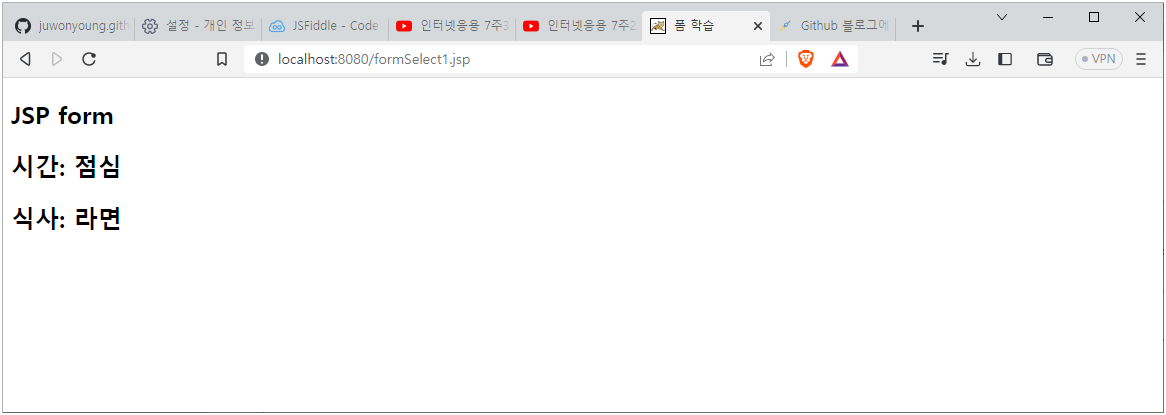 juwonyoung.gith
설정 - 개인 정보
JSFiddle - Code
인터넷응용 7주3
인터넷응용 7주2
폼 학습
Github 블로그에
localhost:8080/formSelect1.jsp
VPN
JSP form
시간: 점심
식사: 라면